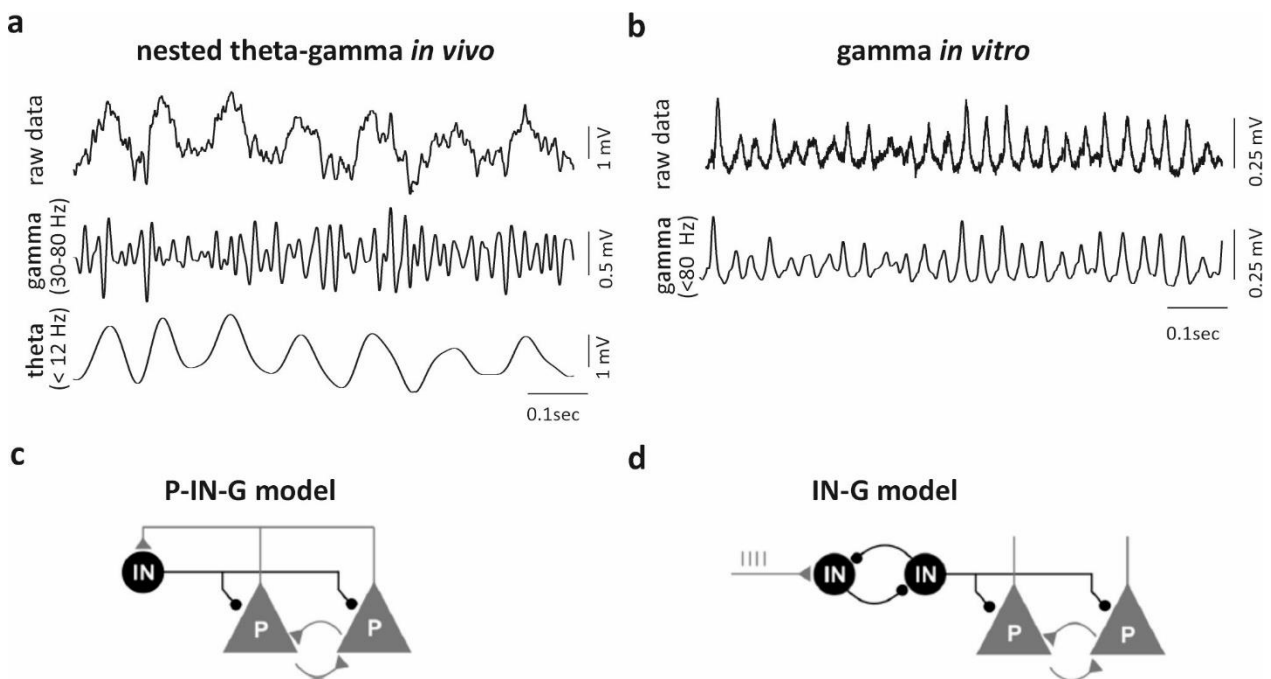 a
nested theta-gamma in vivo
raw data
1 mV
gamma
(30-80 Hz)
0.5 mV
theta
(< 12 Hz)
1 mV
0.1sec
b
gamma in vitro
raw data
0.25 mV
gamma
(<80 Hz)
0.25 mV
0.1sec
c
P-IN-G model
IN
P
P
d
IN-G model
IN
IN
P
P